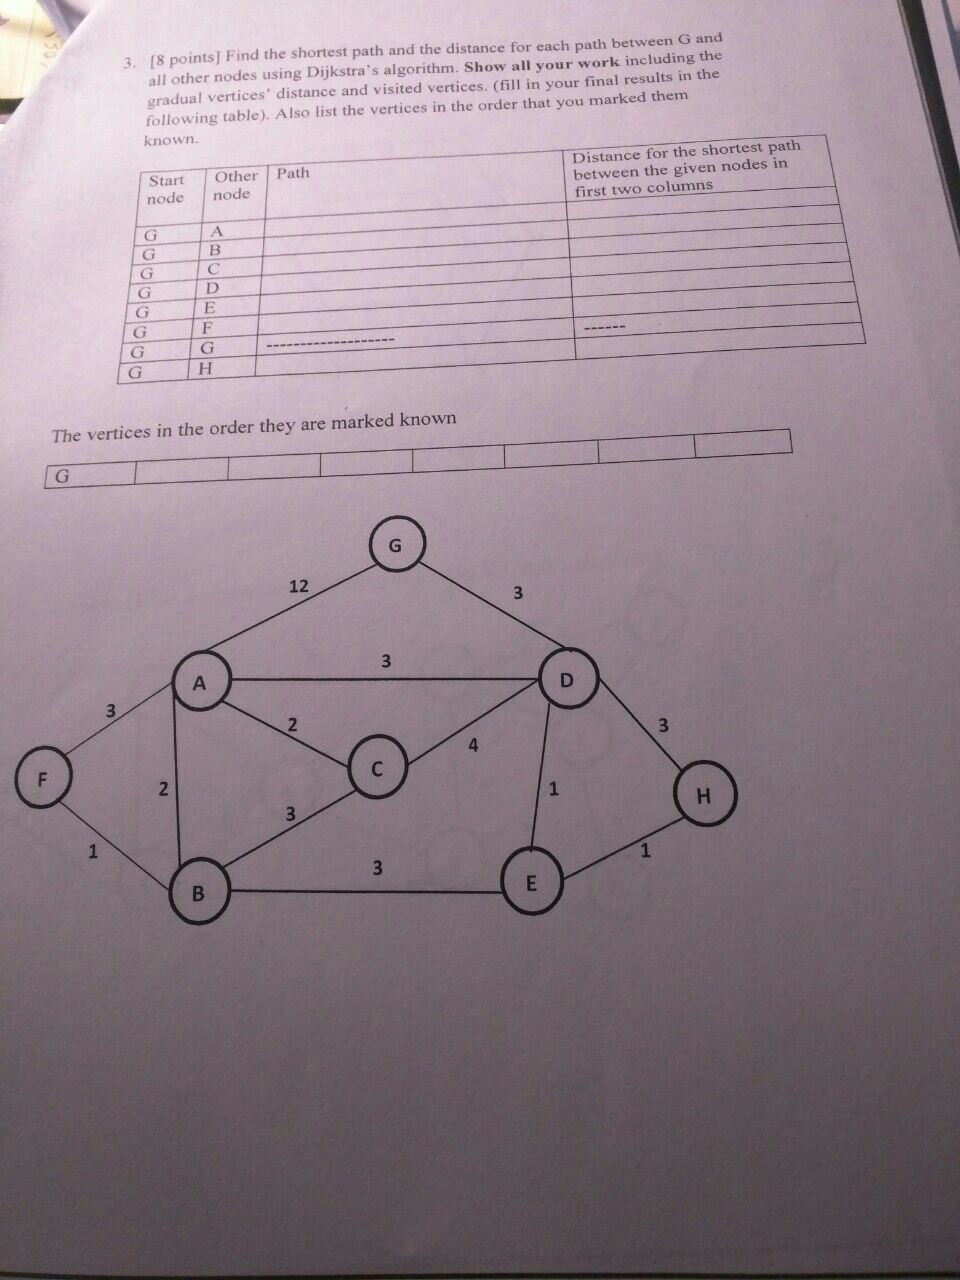 3. [8 points] Find the shortest path and the distance for each path between G and
all other nodes using Dijkstra's algorithm. Show all your work including the
gradual vertices' distance and visited vertices. (fill in your final results in the
following table). Also list the vertices in the order that you marked them
known.
Start node Other node Path Distance for the shortest path between the given nodes in first two columns
G A
G B
G C
G D
G E
G F
G G ------------------- ------
G H
The vertices in the order they are marked known
G
G
12 3
A 3 D
3 2 4 3
F 2 C 1 H
3
1 3 1
B E